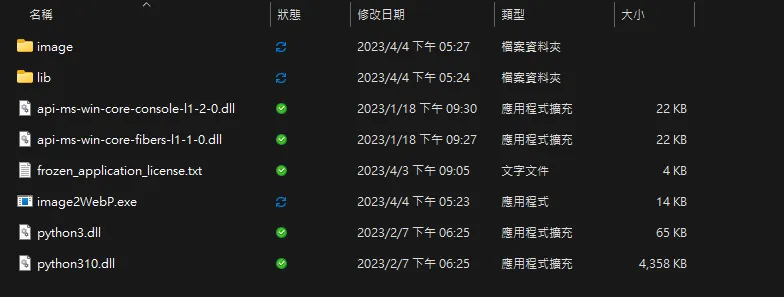 名稱 狀態 修改日期 類型 大小
image 2023/4/4 下午 05:27 檔案資料夾
lib 2023/4/4 下午 05:24 檔案資料夾
api-ms-win-core-console-l1-2-0.dll 2023/1/18 下午 09:30 應用程式擴充 22 KB
api-ms-win-core-fibers-l1-1-0.dll 2023/1/18 下午 09:27 應用程式擴充 22 KB
frozen_application_license.txt 2023/4/3 下午 09:05 文字文件 4 KB
image2WebP.exe 2023/4/4 下午 05:23 應用程式 14 KB
python3.dll 2023/2/7 下午 06:25 應用程式擴充 65 KB
python310.dll 2023/2/7 下午 06:25 應用程式擴充 4,358 KB